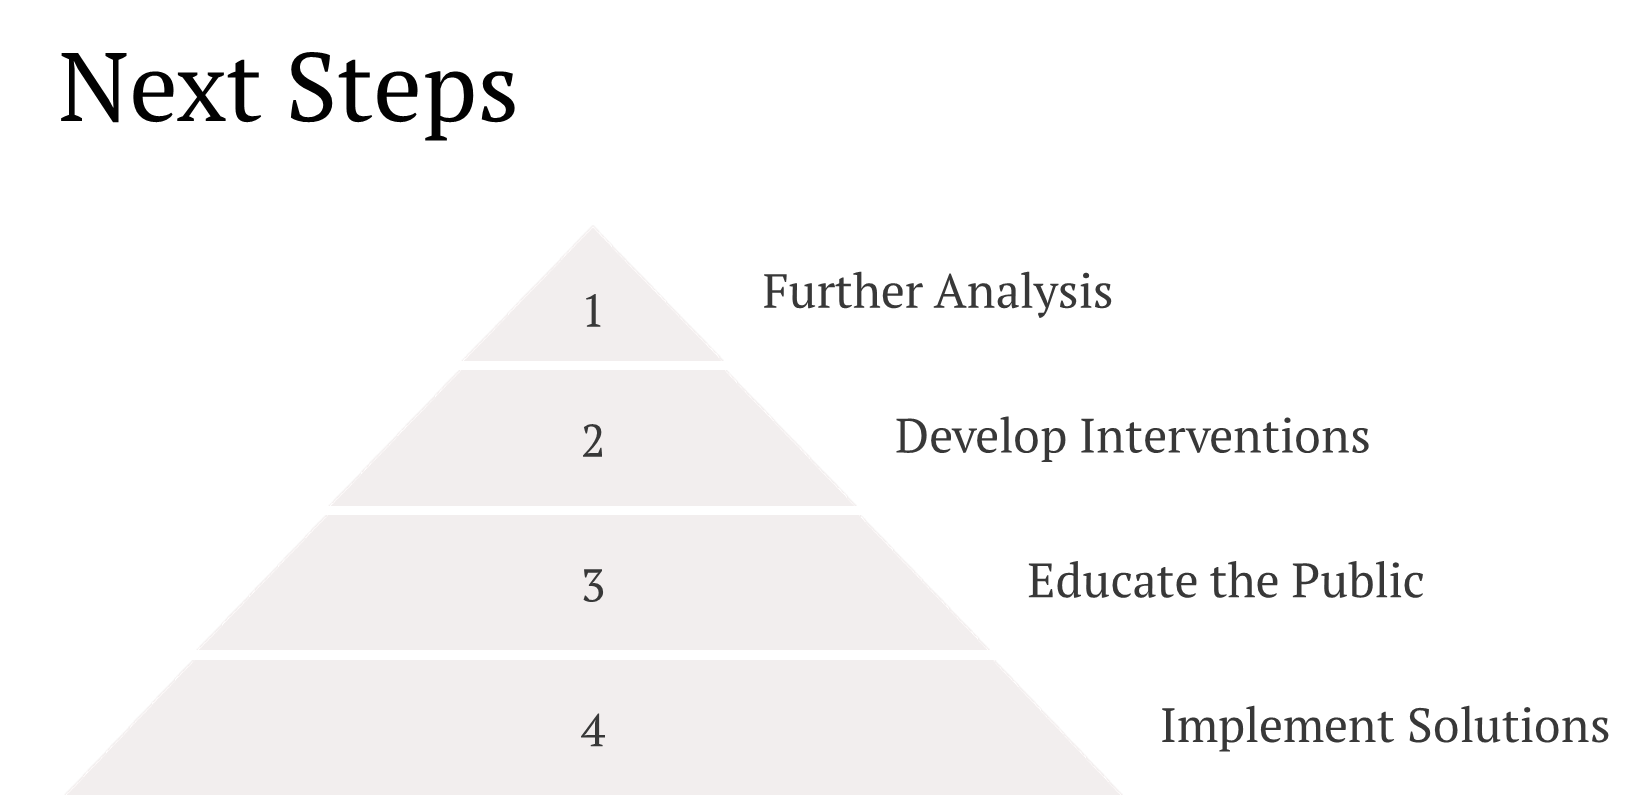 Next Steps
1
Further Analysis
2
Develop Interventions
3
Educate the Public
4
Implement Solutions